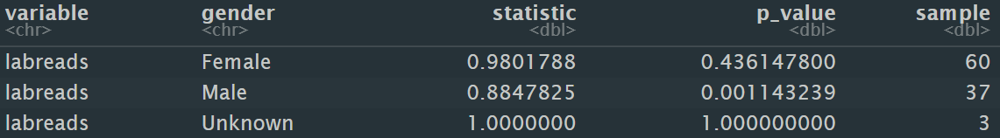 variable gender statistic p_value sample
<chr> <chr> <dbl> <dbl> <dbl>
labreads Female 0.9801788 0.436147800 60
labreads Male 0.8847825 0.001143239 37
labreads Unknown 1.0000000 1.000000000 3